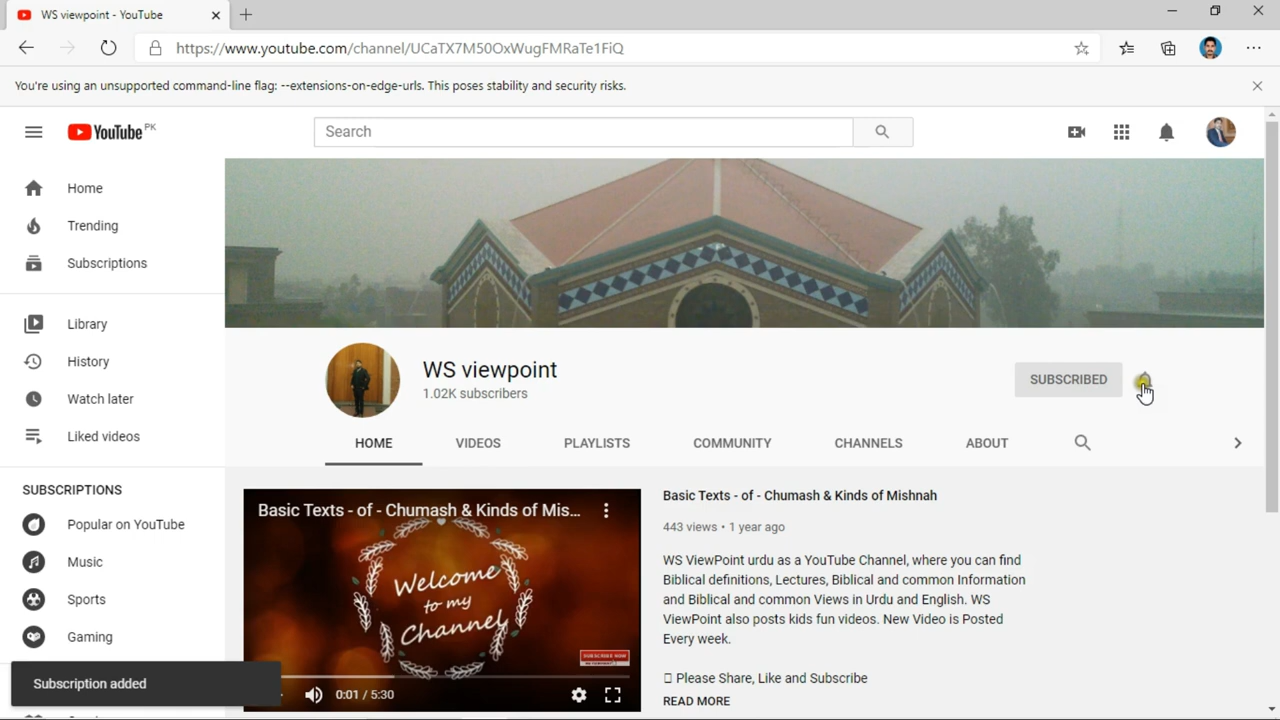 WS viewpoint - YouTube
https://www.youtube.com/channel/UCaTX7M50OxWugFMRaTe1FiQ
You're using an unsupported command-line flag: --extensions-on-edge-urls. This poses stability and security risks.
YouTube PK
Search
Home
Trending
Subscriptions
Library
History
Watch later
Liked videos
SUBSCRIPTIONS
Popular on YouTube
Music
Sports
Gaming
Subscription added
WS viewpoint
1.02K subscribers
SUBSCRIBED
HOME VIDEOS PLAYLISTS COMMUNITY CHANNELS ABOUT
Basic Texts - of - Chumash & Kinds of Mis...
Welcome
to my
Channel
SUBSCRIBE NOW
0:01 / 5:30
Basic Texts - of - Chumash & Kinds of Mishnah
443 views • 1 year ago
WS ViewPoint urdu as a YouTube Channel, where you can find
Biblical definitions, Lectures, Biblical and common Information
and Biblical and common Views in Urdu and English. WS
ViewPoint also posts kids fun videos. New Video is Posted
Every week.
Please Share, Like and Subscribe
READ MORE